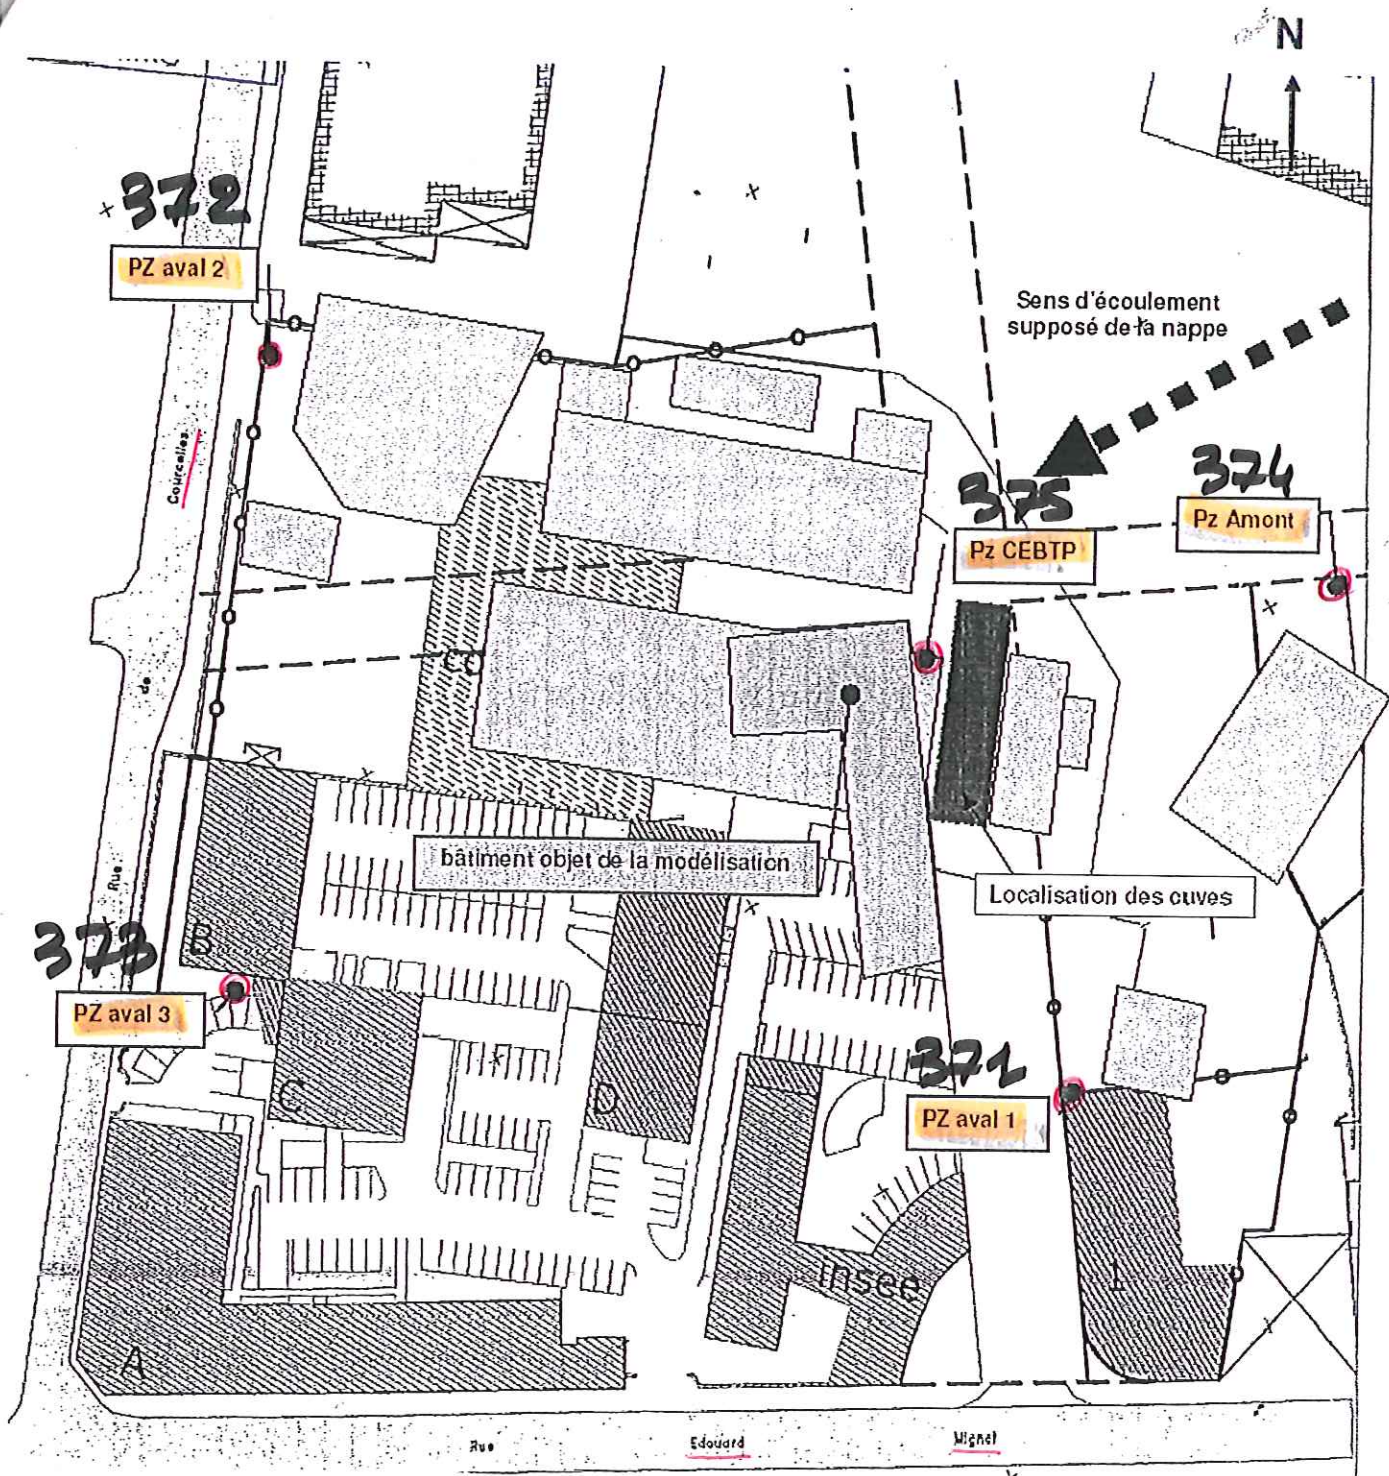 N
372
PZ aval 2
Sens d'écoulement
supposé de la nappe
Courcelles
375
374
Pz Amont
Pz CEBTP
de
bâtiment objet de la modélisation
Rue
Localisation des cuves
373
B
PZ aval 3
371
C
D
PZ aval 1
insee
1
A
Rue Edouard Mignet